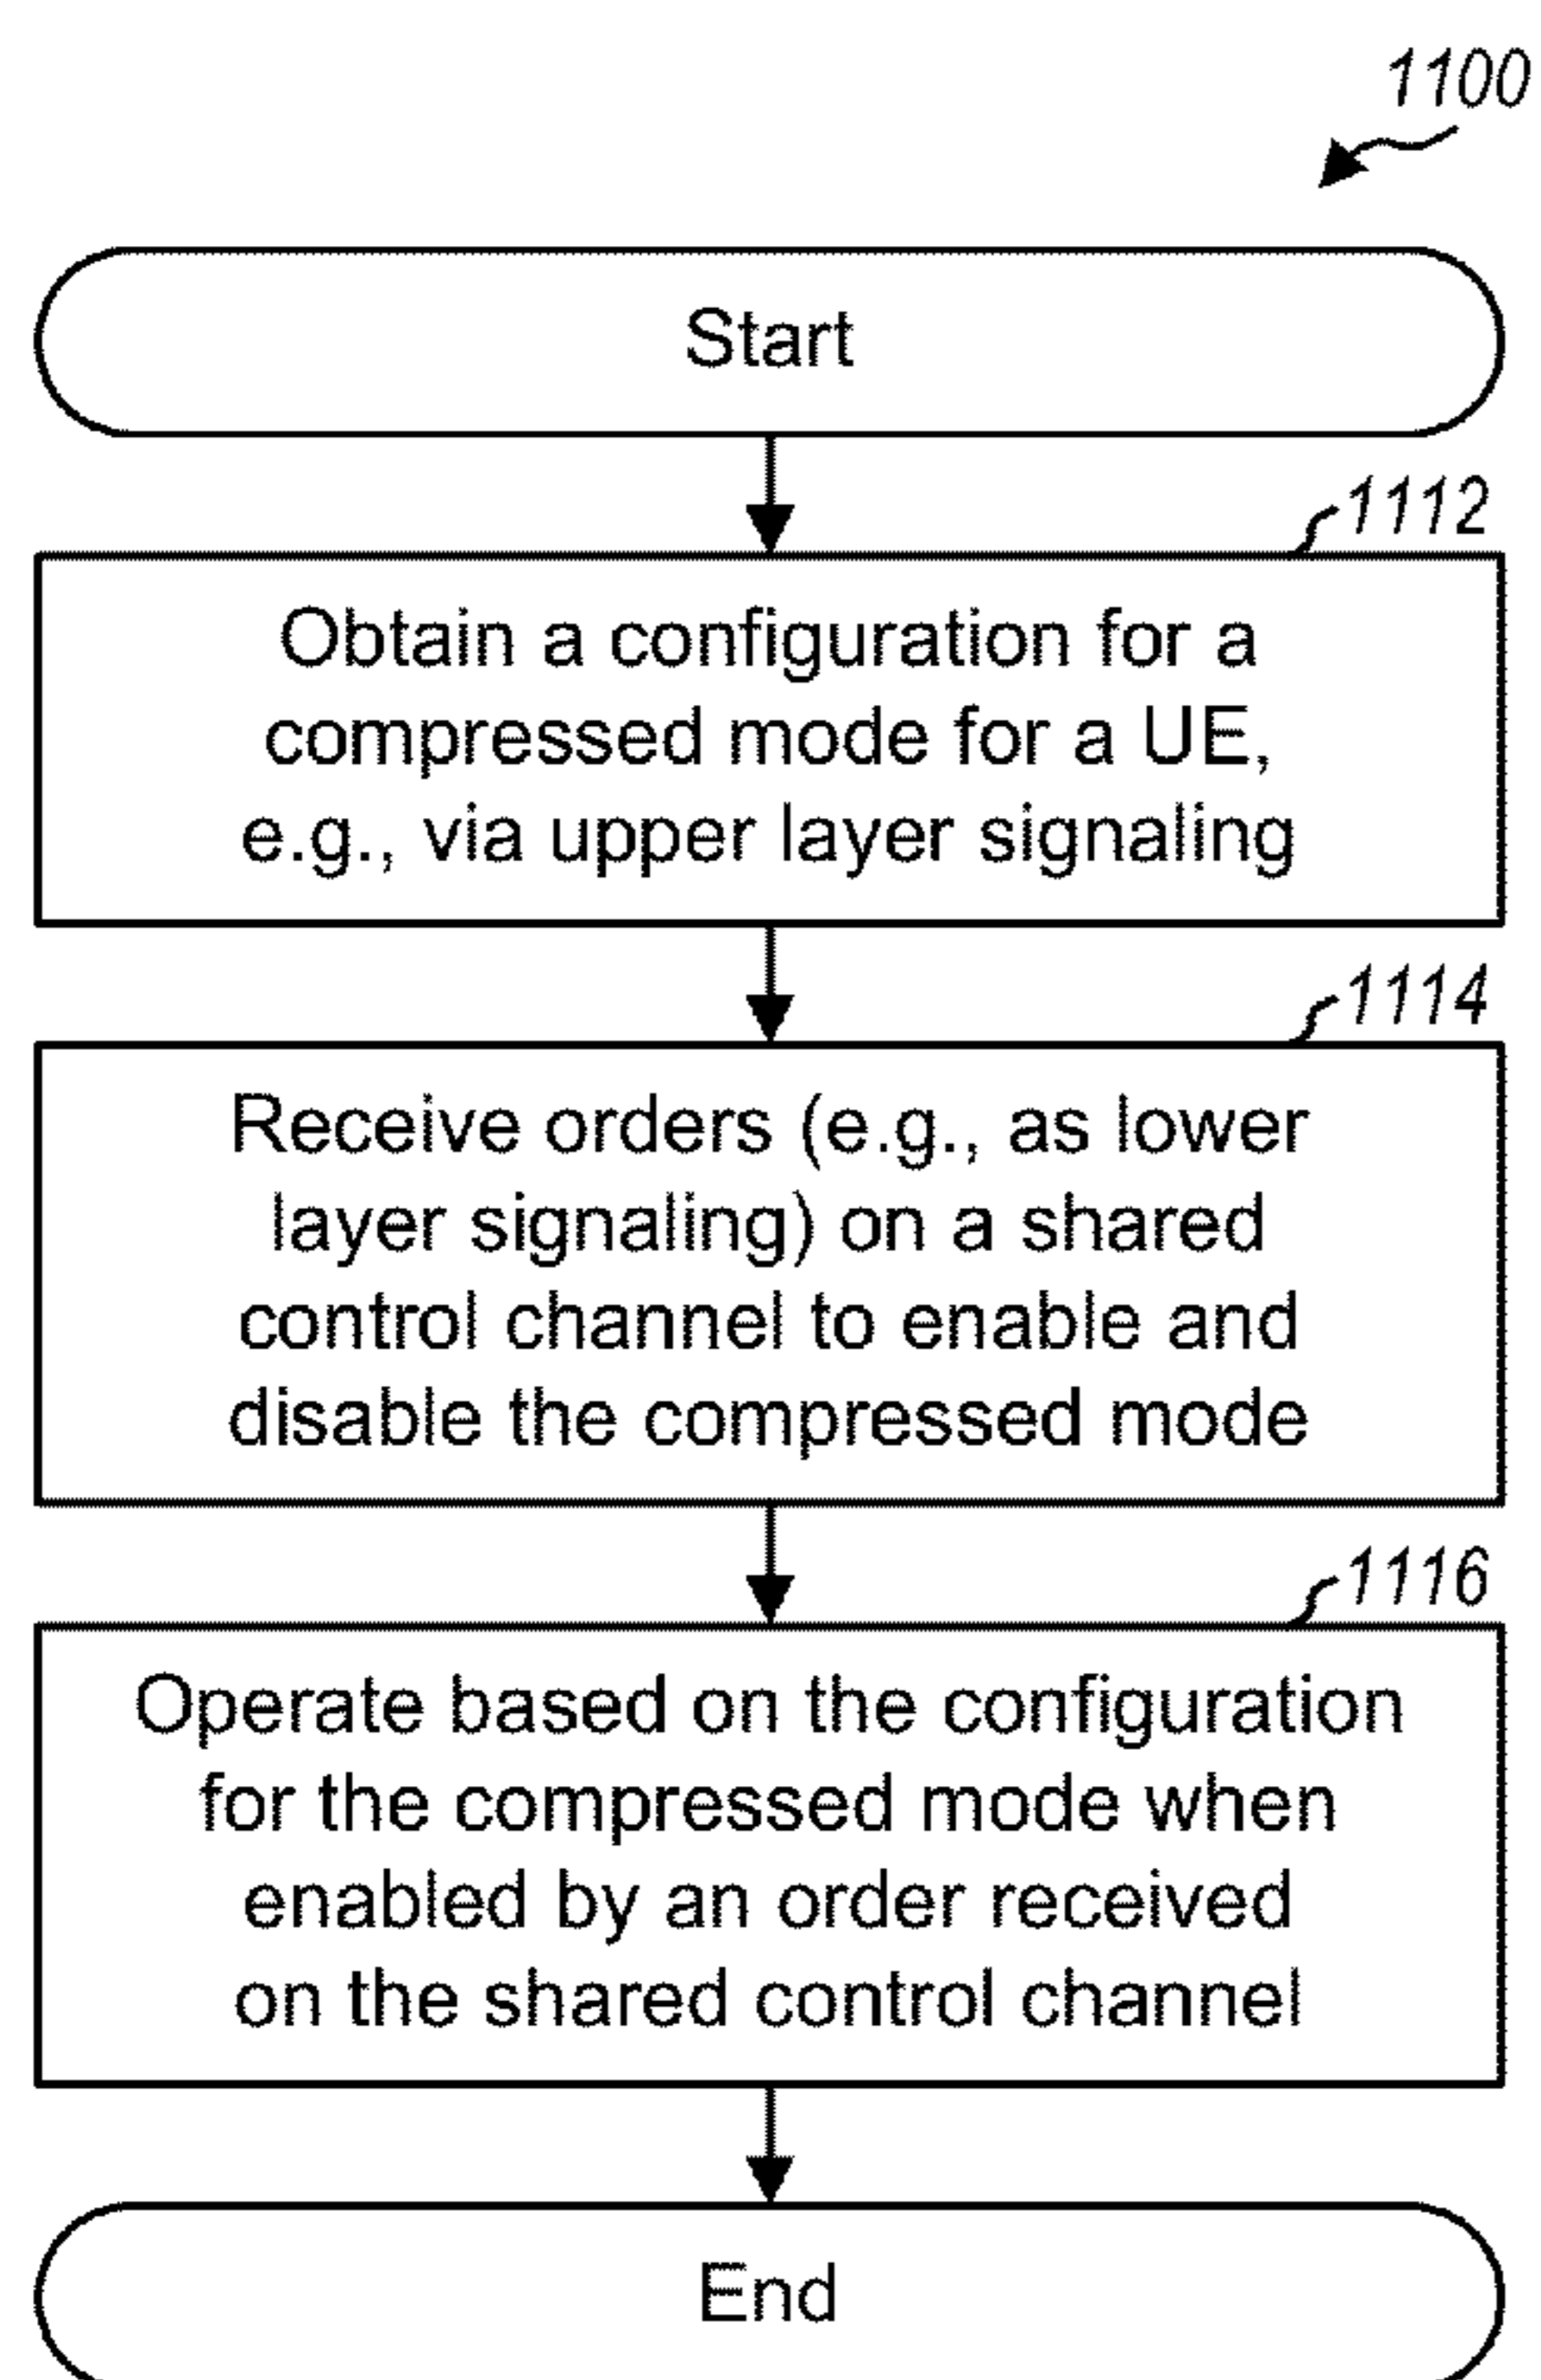 1100
Start
1112
Obtain a configuration for a
compressed mode for a UE,
e.g., via upper layer signaling
1114
Receive orders (e.g., as lower
layer signaling) on a shared
control channel to enable and
disable the compressed mode
1116
Operate based on the configuration
for the compressed mode when
enabled by an order received
on the shared control channel
End